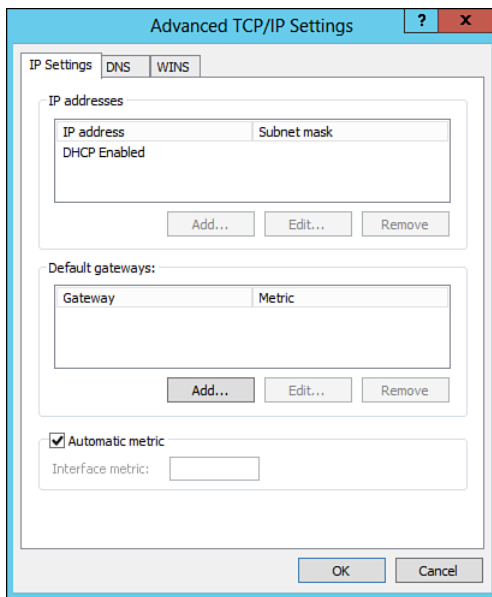 Advanced TCP/IP Settings ? x
IP Settings DNS WINS
IP addresses
IP address Subnet mask
DHCP Enabled
Add... Edit... Remove
Default gateways:
Gateway Metric
Add... Edit... Remove
Automatic metric
Interface metric:
OK Cancel